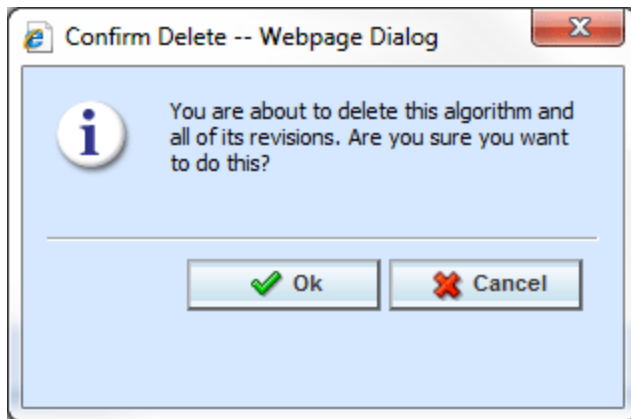 Confirm Delete -- Webpage Dialog
You are about to delete this algorithm and
all of its revisions. Are you sure you want
to do this?
Ok
Cancel